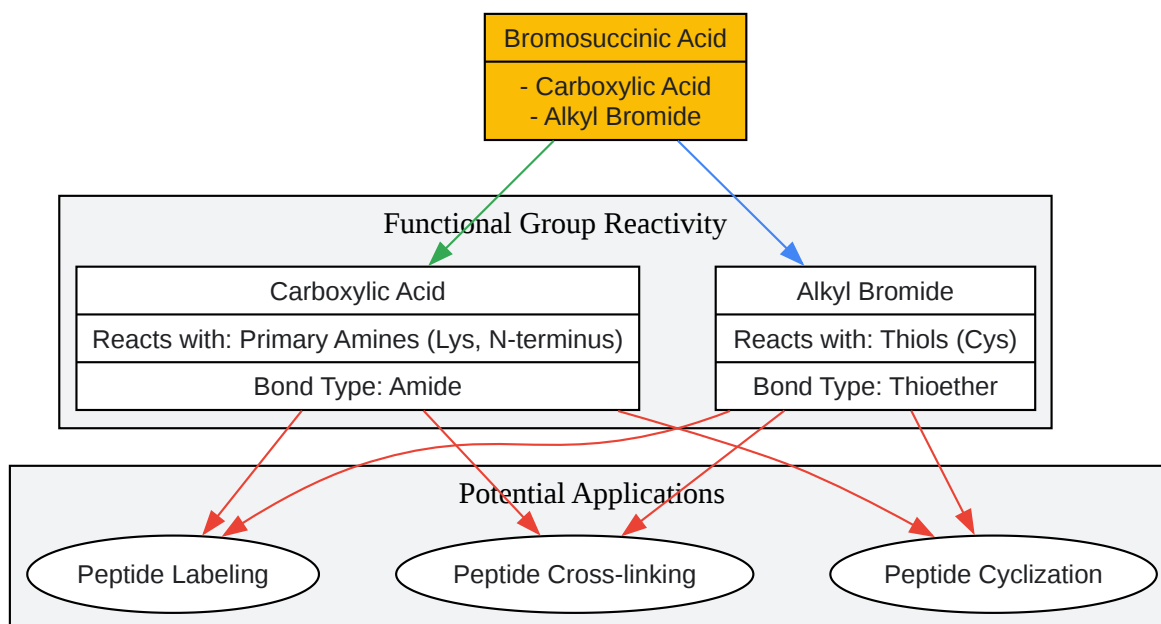 Bromosuccinic Acid
- Carboxylic Acid
- Alkyl Bromide
Functional Group Reactivity
Carboxylic Acid
Reacts with: Primary Amines (Lys, N-terminus)
Bond Type: Amide
Alkyl Bromide
Reacts with: Thiols (Cys)
Bond Type: Thioether
Potential Applications
Peptide Labeling
Peptide Cross-linking
Peptide Cyclization